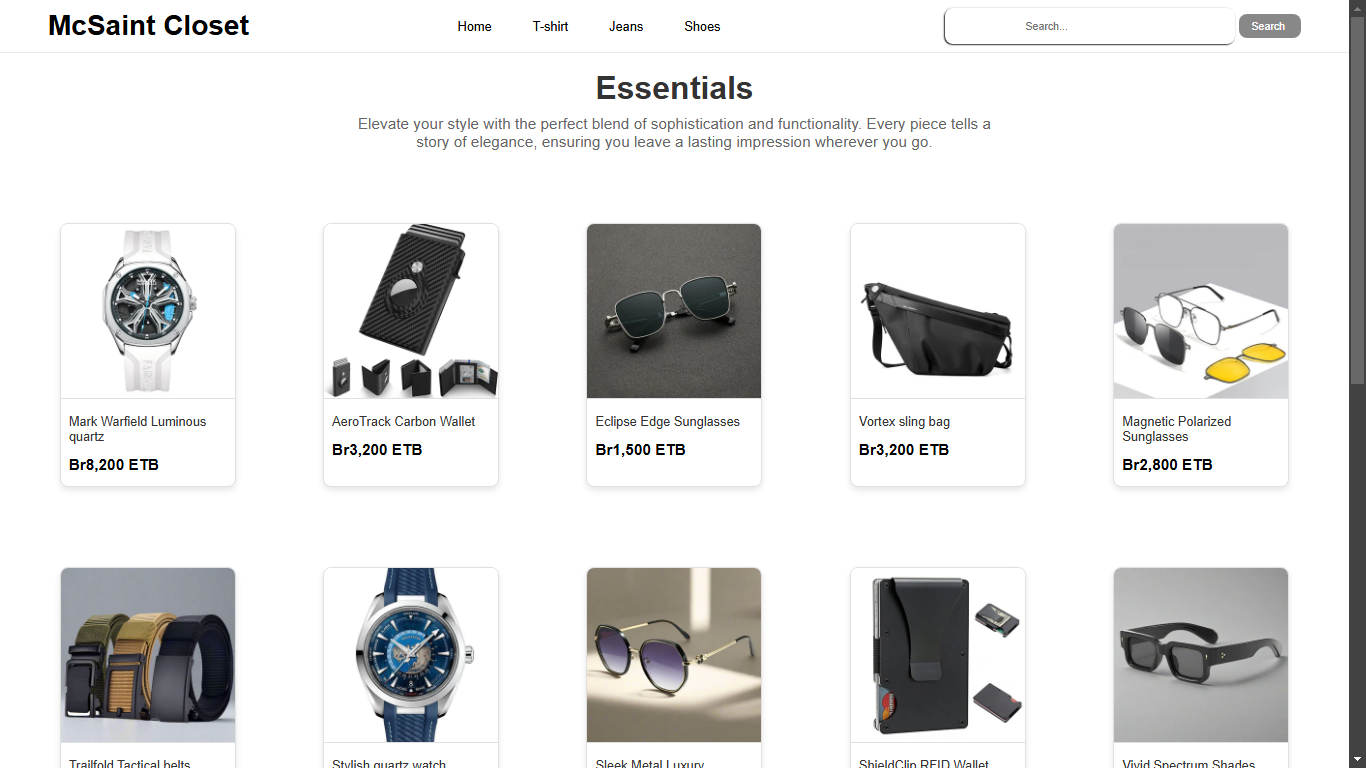 McSaint Closet
Home
T-shirt
Jeans
Shoes
Search...
Search
Essentials
Elevate your style with the perfect blend of sophistication and functionality. Every piece tells a
story of elegance, ensuring you leave a lasting impression wherever you go.
Mark Warfield Luminous
quartz
Br8,200 ETB
AeroTrack Carbon Wallet
Br3,200 ETB
Eclipse Edge Sunglasses
Br1,500 ETB
Vortex sling bag
Br3,200 ETB
Magnetic Polarized
Sunglasses
Br2,800 ETB
Trailfold Tactical belts
Stylish quartz watch
Sleek Metal Luxury
ShieldClip RFID Wallet
Vivid Spectrum Shades